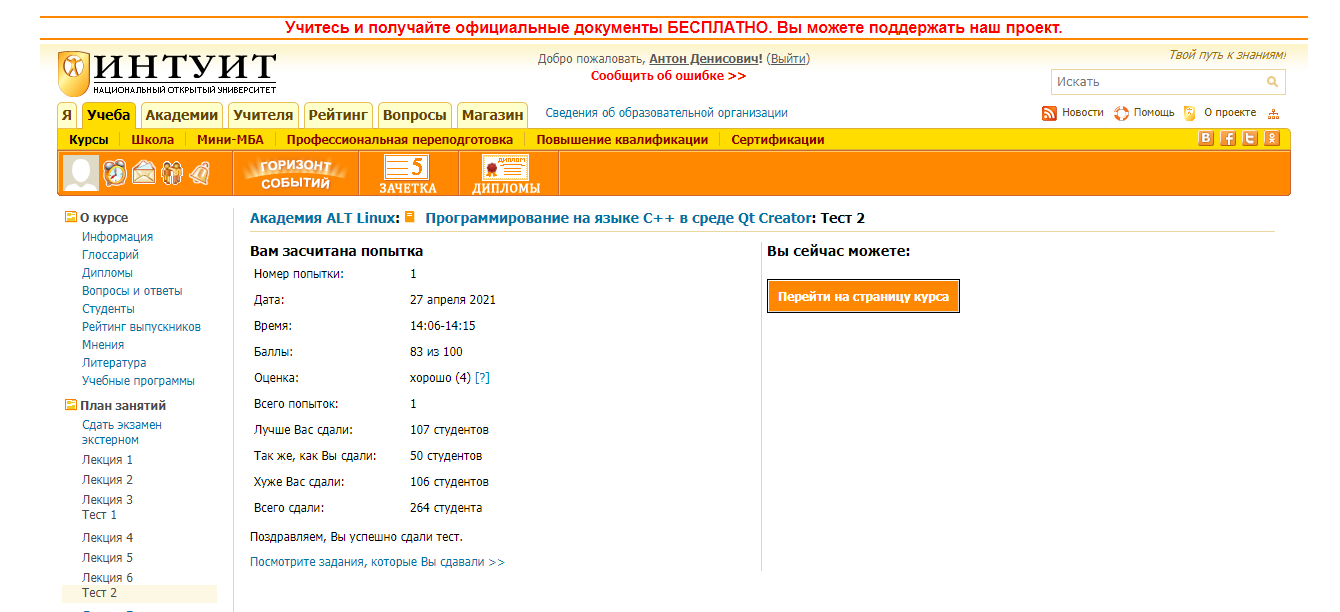 Учитесь и получайте официальные документы БЕСПЛАТНО. Вы можете поддержать наш проект.
ИНТУИТ
НАЦИОНАЛЬНЫЙ ОТКРЫТЫЙ УНИВЕРСИТЕТ
Добро пожаловать, Антон Денисович! (Выйти)
Сообщить об ошибке >>
Твой путь к знаниям!
Искать
Я Учеба Академии Учителя Рейтинг Вопросы Магазин Сведения об образовательной организации
Новости Помощь О проекте
Курсы Школа Мини-МБА Профессиональная переподготовка Повышение квалификации Сертификации
ГОРИЗОНТ СОБЫТИЙ
5 ЗАЧЕТКА
ДИПЛОМ ДИПЛОМЫ
О курсе
Информация
Глоссарий
Дипломы
Вопросы и ответы
Студенты
Рейтинг выпускников
Мнения
Литература
Учебные программы
План занятий
Сдать экзамен
экстерном
Лекция 1
Лекция 2
Лекция 3
Тест 1
Лекция 4
Лекция 5
Лекция 6
Тест 2
Академия ALT Linux: Программирование на языке C++ в среде Qt Creator: Тест 2
Вам засчитана попытка
Номер попытки: 1
Дата: 27 апреля 2021
Время: 14:06-14:15
Баллы: 83 из 100
Оценка: хорошо (4) [?]
Всего попыток: 1
Лучше Вас сдали: 107 студентов
Так же, как Вы сдали: 50 студентов
Хуже Вас сдали: 106 студентов
Всего сдали: 264 студента
Поздравляем, Вы успешно сдали тест.
Посмотрите задания, которые Вы сдавали >>
Вы сейчас можете:
Перейти на страницу курса